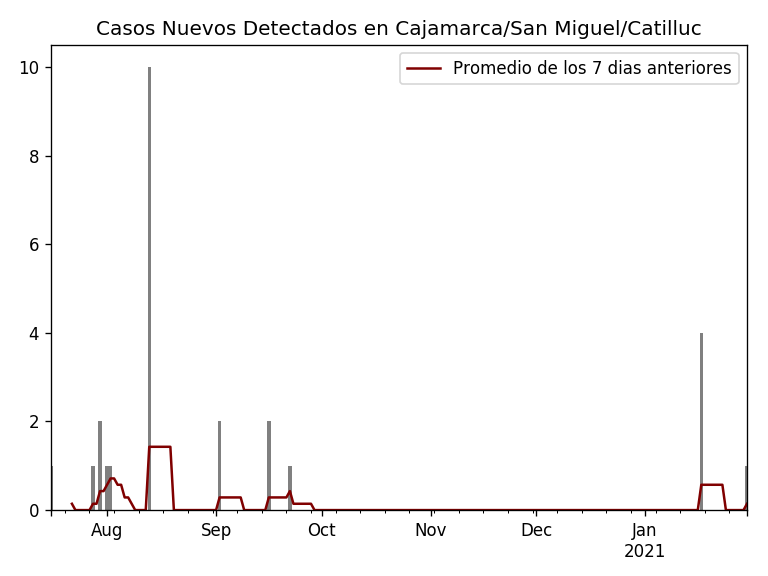 Casos Nuevos Detectados en Cajamarca/San Miguel/Catilluc
Promedio de los 7 dias anteriores
10
8
6
4
2
0
Aug Sep Oct Nov Dec Jan
2021